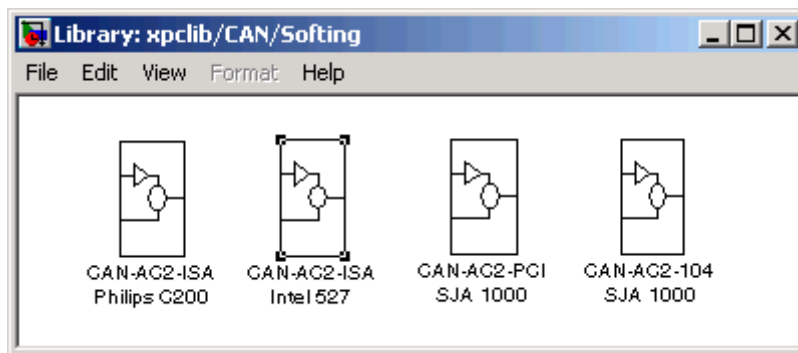 Library: xpclib/CAN/Softing
File Edit View Format Help
CAN-AC2-ISA
Philips C200
CAN-AC2-ISA
Intel 527
CAN-AC2-PCI
SJA 1000
CAN-AC2-104
SJA 1000